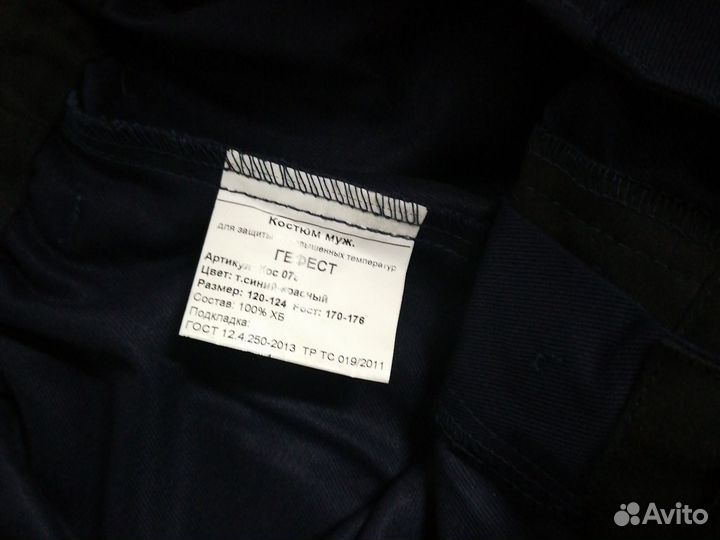 Костюм муж.
для защиты температур
ГЕФЕСТ
Артикул:
Цвет: т.синий-красный
Размер: 120-124 Рост: 170-176
Состав: 100% ХБ
Подкладка:
ГОСТ 12.4.250-2013 ТР ТС 019/2011
Avito